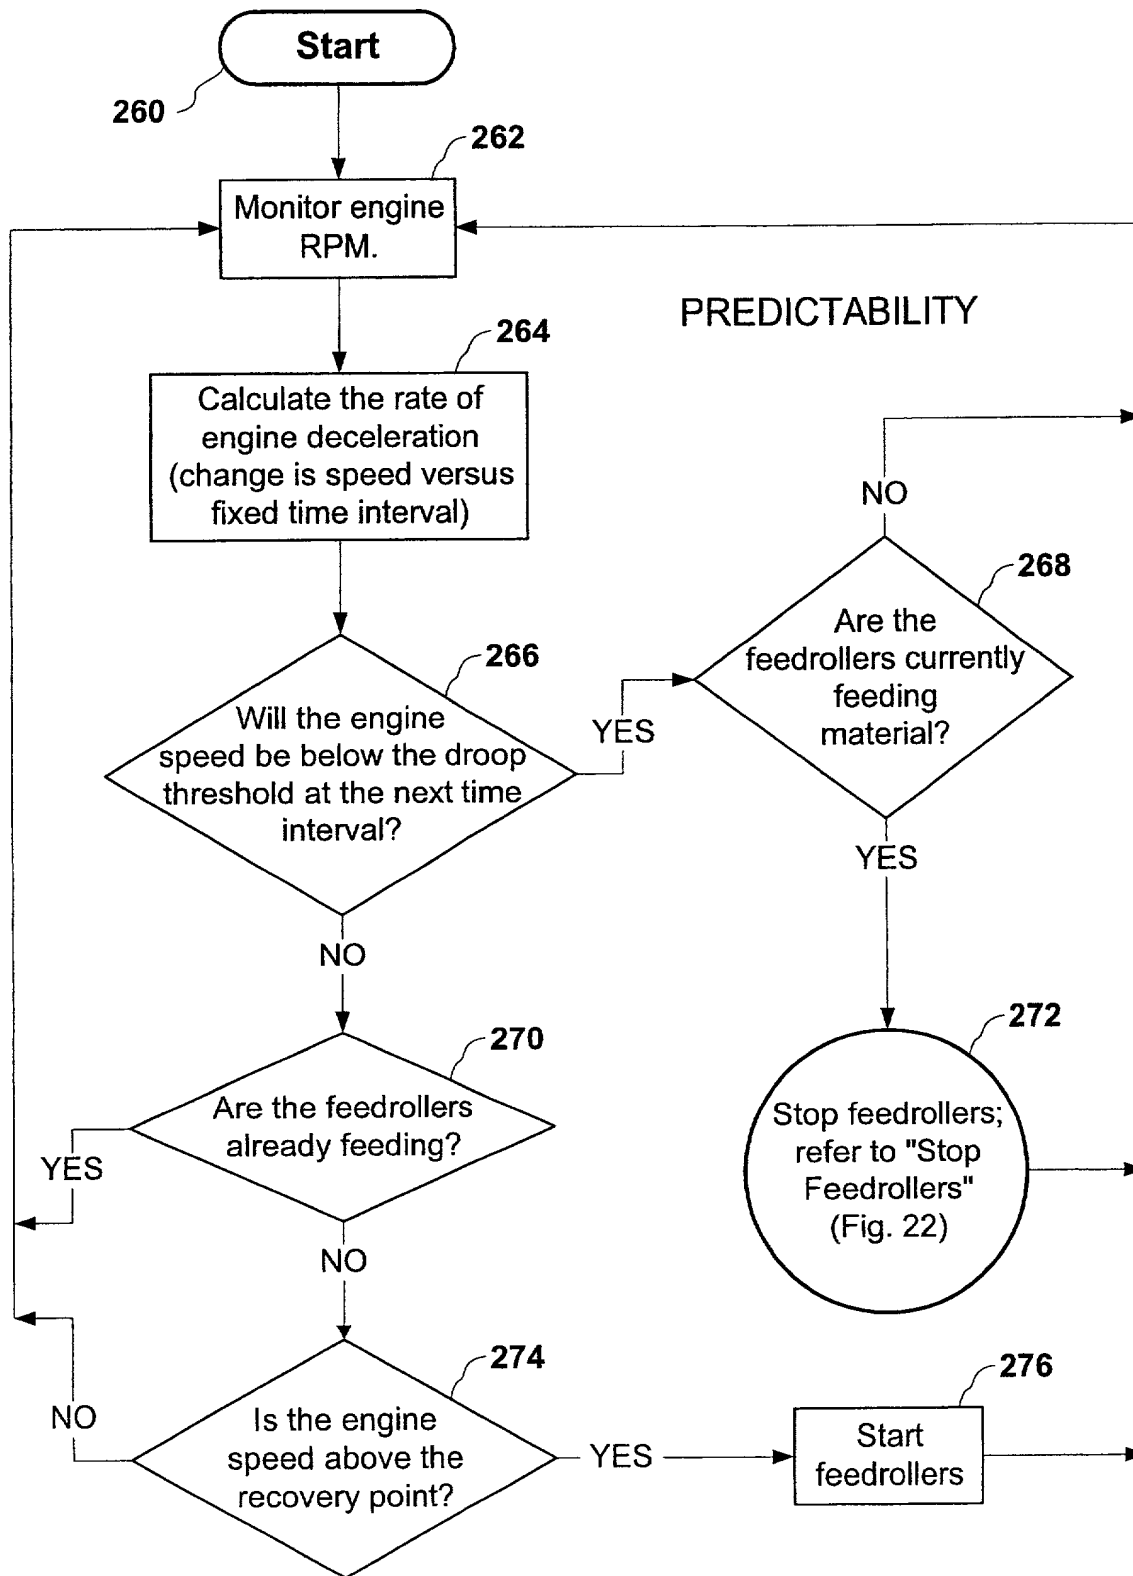 Start
260
262
Monitor engine
RPM.
PREDICTABILITY
264
Calculate the rate of
engine deceleration
(change is speed versus
fixed time interval)
NO
268
Are the
feedrollers currently
feeding
material?
266
Will the engine
speed be below the droop
threshold at the next time
interval?
YES
YES
NO
270
Are the feedrollers
already feeding?
YES
272
Stop feedrollers;
refer to "Stop
Feedrollers"
(Fig. 22)
NO
274
Is the engine
speed above the
recovery point?
NO
YES
276
Start
feedrollers